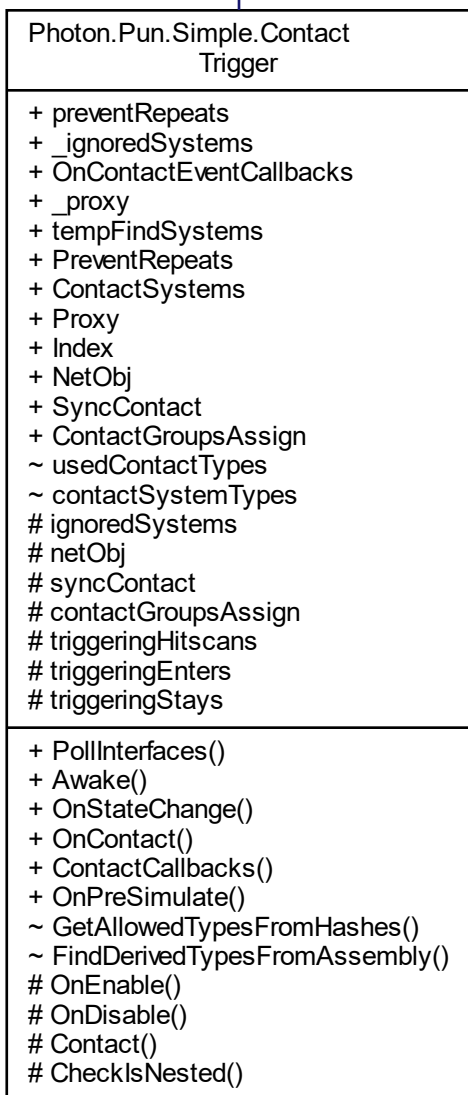 Photon.Pun.Simple.Contact
Trigger
+ preventRepeats
+ _ignoredSystems
+ OnContactEventCallbacks
+ _proxy
+ tempFindSystems
+ PreventRepeats
+ ContactSystems
+ Proxy
+ Index
+ NetObj
+ SyncContact
+ ContactGroupsAssign
~ usedContactTypes
~ contactSystemTypes
# ignoredSystems
# netObj
# syncContact
# contactGroupsAssign
# triggeringHitscans
# triggeringEnters
# triggeringStays
+ PollInterfaces()
+ Awake()
+ OnStateChange()
+ OnContact()
+ ContactCallbacks()
+ OnPreSimulate()
~ GetAllowedTypesFromHashes()
~ FindDerivedTypesFromAssembly()
# OnEnable()
# OnDisable()
# Contact()
# CheckIsNested()